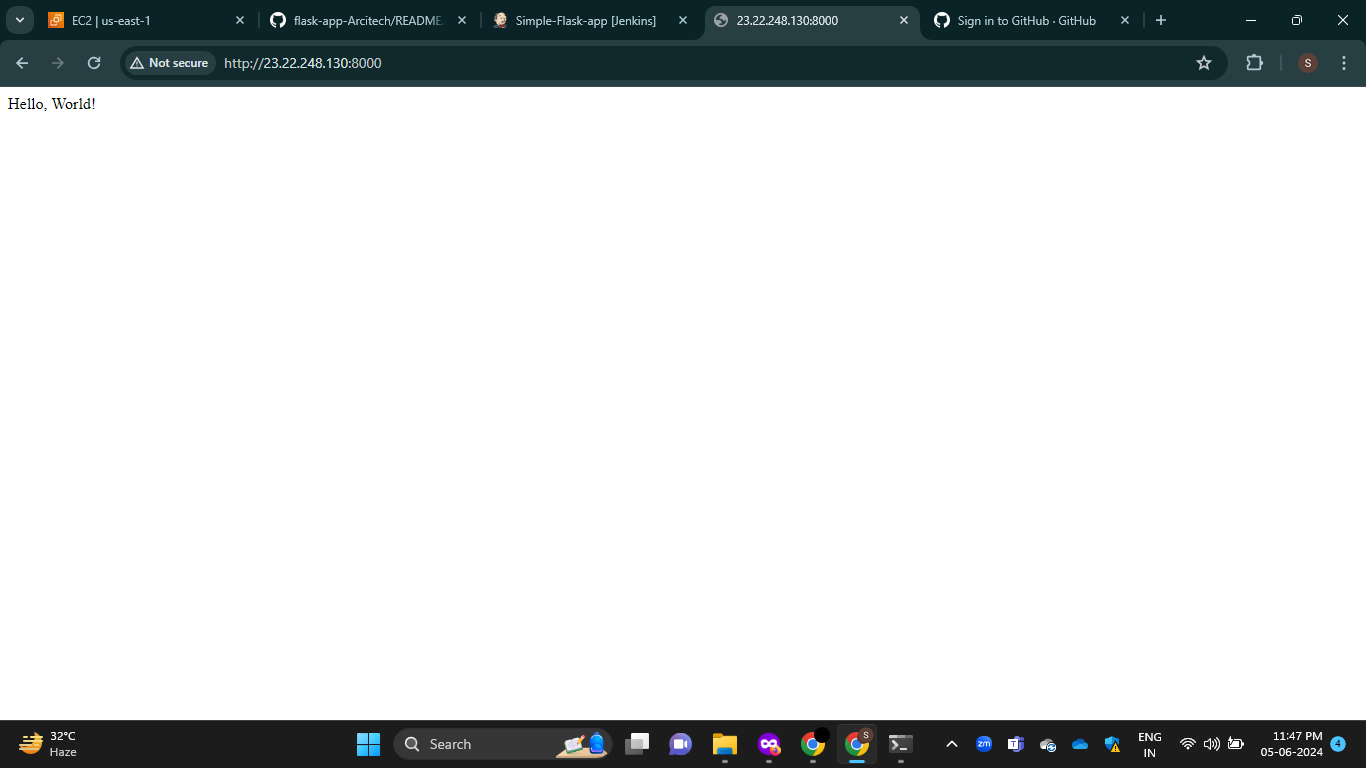 EC2 | us-east-1
flask-app-Arcitech/README
Simple-Flask-app [Jenkins]
23.22.248.130:8000
Sign in to GitHub · GitHub
Not secure
http://23.22.248.130:8000
S
Hello, World!
32°C
Haze
Search
S
zm
ENG
IN
11:47 PM
05-06-2024
4